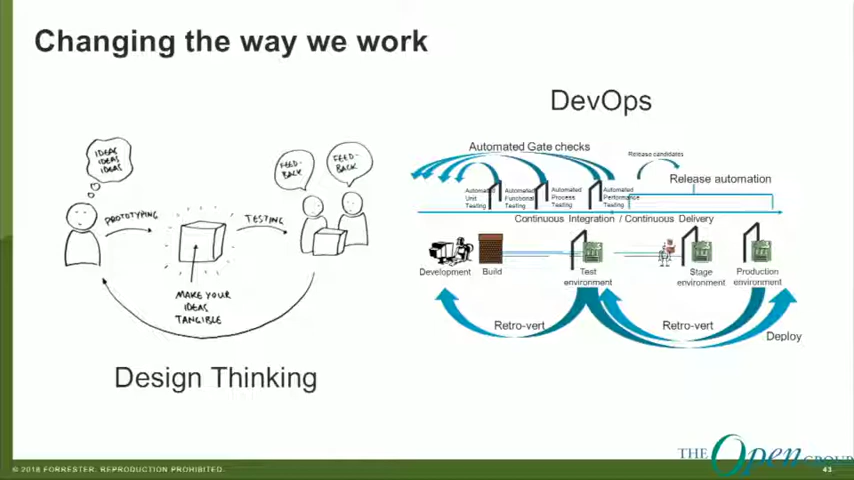 Changing the way we work
IDEAS
IDEAS
IDEAS
FEED-
BACK
FEED-
BACK
PROTOTYPING
TESTING
MAKE YOUR
IDEAS
TANGIBLE
Design Thinking
DevOps
Automated Gate checks
Release candidates
Release automation
Automated
Unit
Testing
Automated
Functional
Testing
Automated
Process
Testing
Automated
Performance
Testing
Continuous Integration / Continuous Delivery
Development
Build
Test
environment
Stage
environment
Production
environment
Retro-vert
Retro-vert
Deploy
© 2018 FORRESTER. REPRODUCTION PROHIBITED.
THE Open GROUP
43